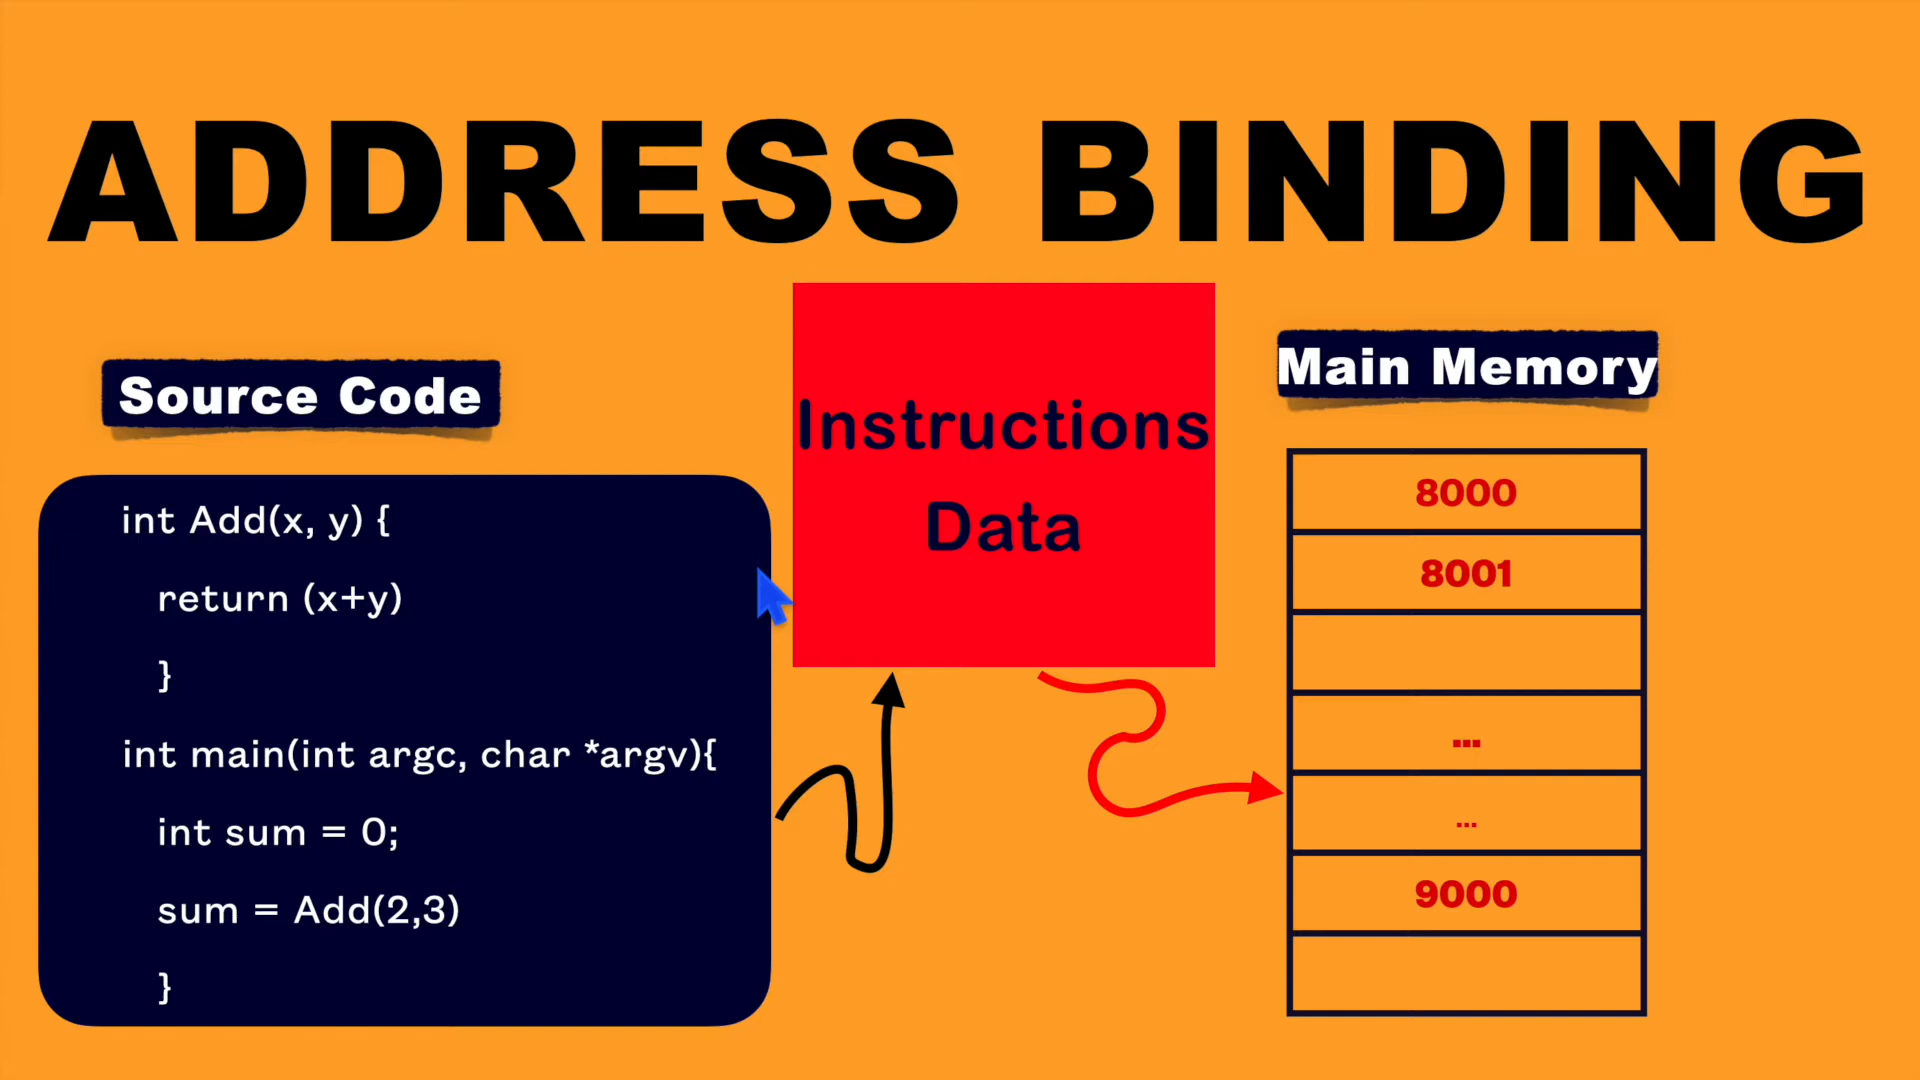 ADDRESS BINDING
Source Code
int Add(x, y) {
return (x+y)
}
int main(int argc, char *argv){
int sum = 0;
sum = Add(2,3)
}
Instructions
Data
Main Memory
8000
8001
...
...
9000